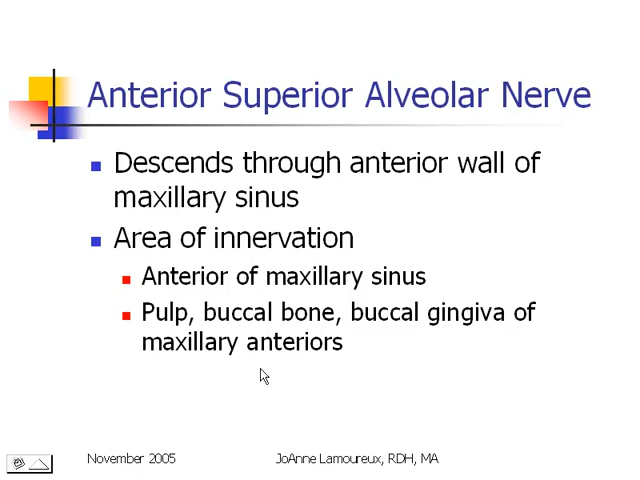 Anterior Superior Alveolar Nerve
Descends through anterior wall of
maxillary sinus
Area of innervation
Anterior of maxillary sinus
Pulp, buccal bone, buccal gingiva of
maxillary anteriors
November 2005
JoAnne Lamoureux, RDH, MA